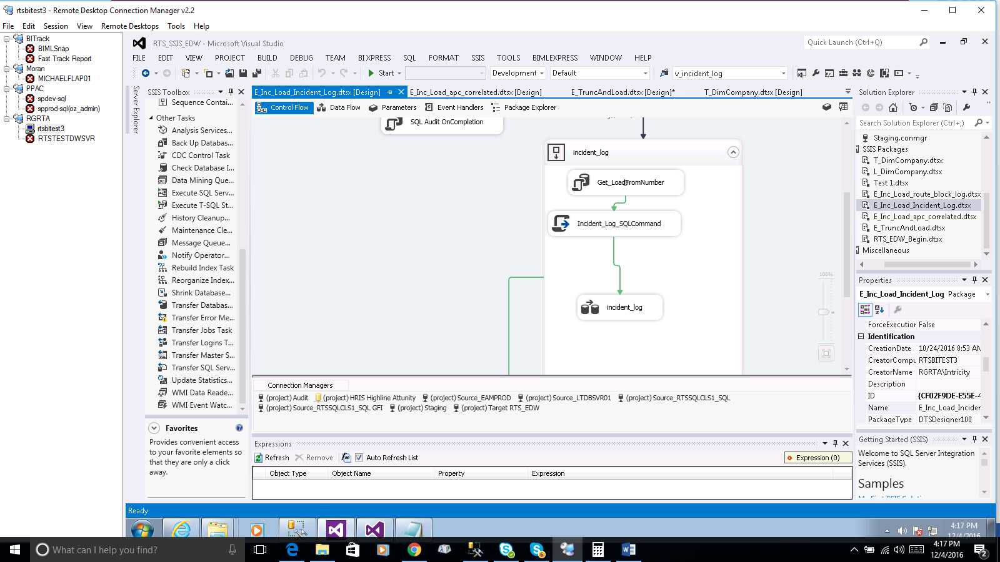 rtsbitest3 - Remote Desktop Connection Manager v2.2
File Edit Session View Remote Desktops Tools Help
BITrack
BIMLSnap
Fast Track Report
Moran
MICHAELFLAP01
PPAC
spdev-sql
spprod-sql(oz_admin)
RGRTA
rtsbitest3
RTSTESTDWSVR
RTS_SSIS_EDW - Microsoft Visual Studio
Quick Launch (Ctrl+Q)
FILE EDIT VIEW PROJECT BUILD DEBUG TEAM BI XPRESS SQL FORMAT SSIS TOOLS BIMLEXPRESS WINDOW HELP
Start Development Default v_incident_log
Server Explorer
SSIS Toolbox
Sequence Contai...
Other Tasks
Analysis Services...
Back Up Databas...
CDC Control Task
Check Database I...
Data Mining Que...
Execute SQL Serv...
Execute T-SQL St...
History Cleanup...
Maintenance Cle...
Message Queue...
Notify Operator...
Rebuild Index Task
Reorganize Index...
Shrink Database...
Transfer Databas...
Transfer Error Me...
Transfer Jobs Task
Transfer Logins T...
Transfer Master S...
Transfer SQL Serv...
Update Statistics...
WMI Data Reade...
WMI Event Watc...
Favorites
Provides convenient access
to your favorite elements so
that they are only a click
away.
E_Inc_Load_Incident_Log.dtsx [Design] E_Inc_Load_apc_correlated.dtsx [Design] E_TruncAndLoad.dtsx [Design]* T_DimCompany.dtsx [Design]
Control Flow Data Flow Parameters Event Handlers Package Explorer
SQL Audit OnCompletion
incident_log
Get_LoadFromNumber
Incident_Log_SQLCommand
incident_log
100%
Connection Managers
(project) Audit (project) HRIS Highline Attunity (project) Source_EAMPROD (project) Source_LTDBSVR01 (project) Source_RTSSQLCLS1_SQL
(project) Source_RTSSQLCLS1_SQL GFI (project) Staging (project) Target RTS_EDW
Expressions
Refresh Remove Auto Refresh List Expression (0)
Object Type Object Name Property Expression
Solution Explorer
Search Solution Explorer (Ctrl+;)
Staging.conmgr
SSIS Packages
T_DimCompany.dtsx
L_DimCompany.dtsx
Test 1.dtsx
E_Inc_Load_route_block_log.dtsx
E_Inc_Load_Incident_Log.dtsx
E_Inc_Load_apc_correlated.dtsx
E_TruncAndLoad.dtsx
RTS_EDW_Begin.dtsx
Miscellaneous
Properties
E_Inc_Load_Incident_Log Package
ForceExecution False
Identification
CreationDate 10/24/2016 8:53 AM
CreatorCompu RTSBITEST3
CreatorName RGRTA\Intricity
Description
ID {CF02F9DE-E55E-4
Name E_Inc_Load_Inciden
PackageType DTSDesigner100
Getting Started (SSIS)
Welcome to SQL Server Integration
Services (SSIS).
Samples
Ready
4:17 PM
12/4/2016
What can I help you find?
6
4:17 PM
12/4/2016
2